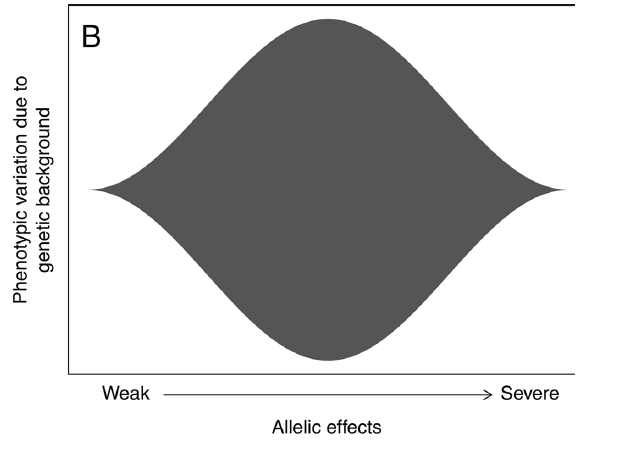 B
Phenotypic variation due to
genetic background
Weak
Severe
Allelic effects